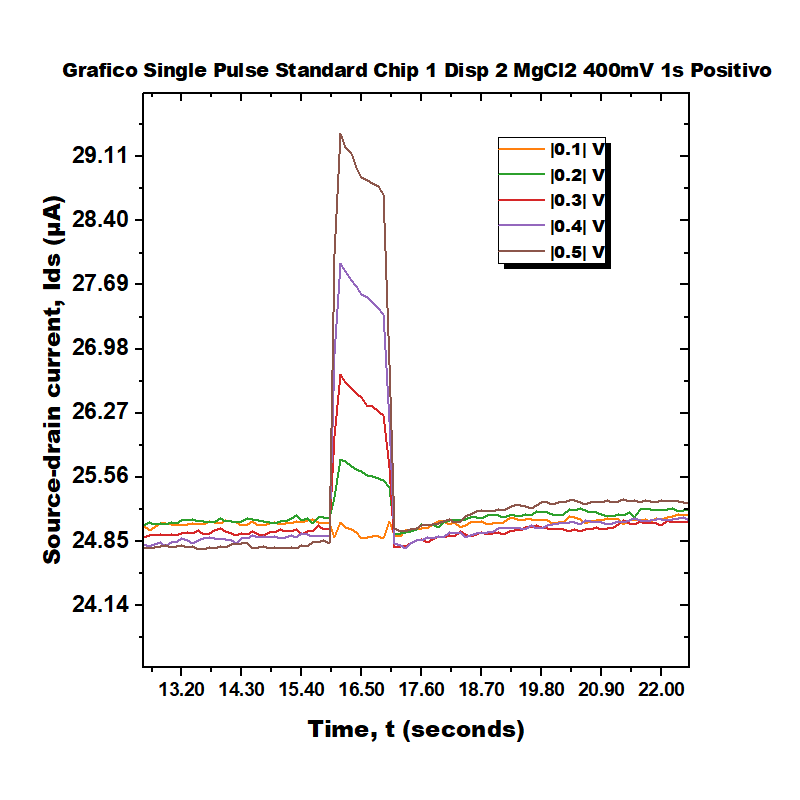 Grafico Single Pulse Standard Chip 1 Disp 2 MgCl2 400mV 1s Positivo
|0.1| V
|0.2| V
|0.3| V
|0.4| V
|0.5| V
Source-drain current, Ids (µA)
29.11
28.40
27.69
26.98
26.27
25.56
24.85
24.14
13.20 14.30 15.40 16.50 17.60 18.70 19.80 20.90 22.00
Time, t (seconds)